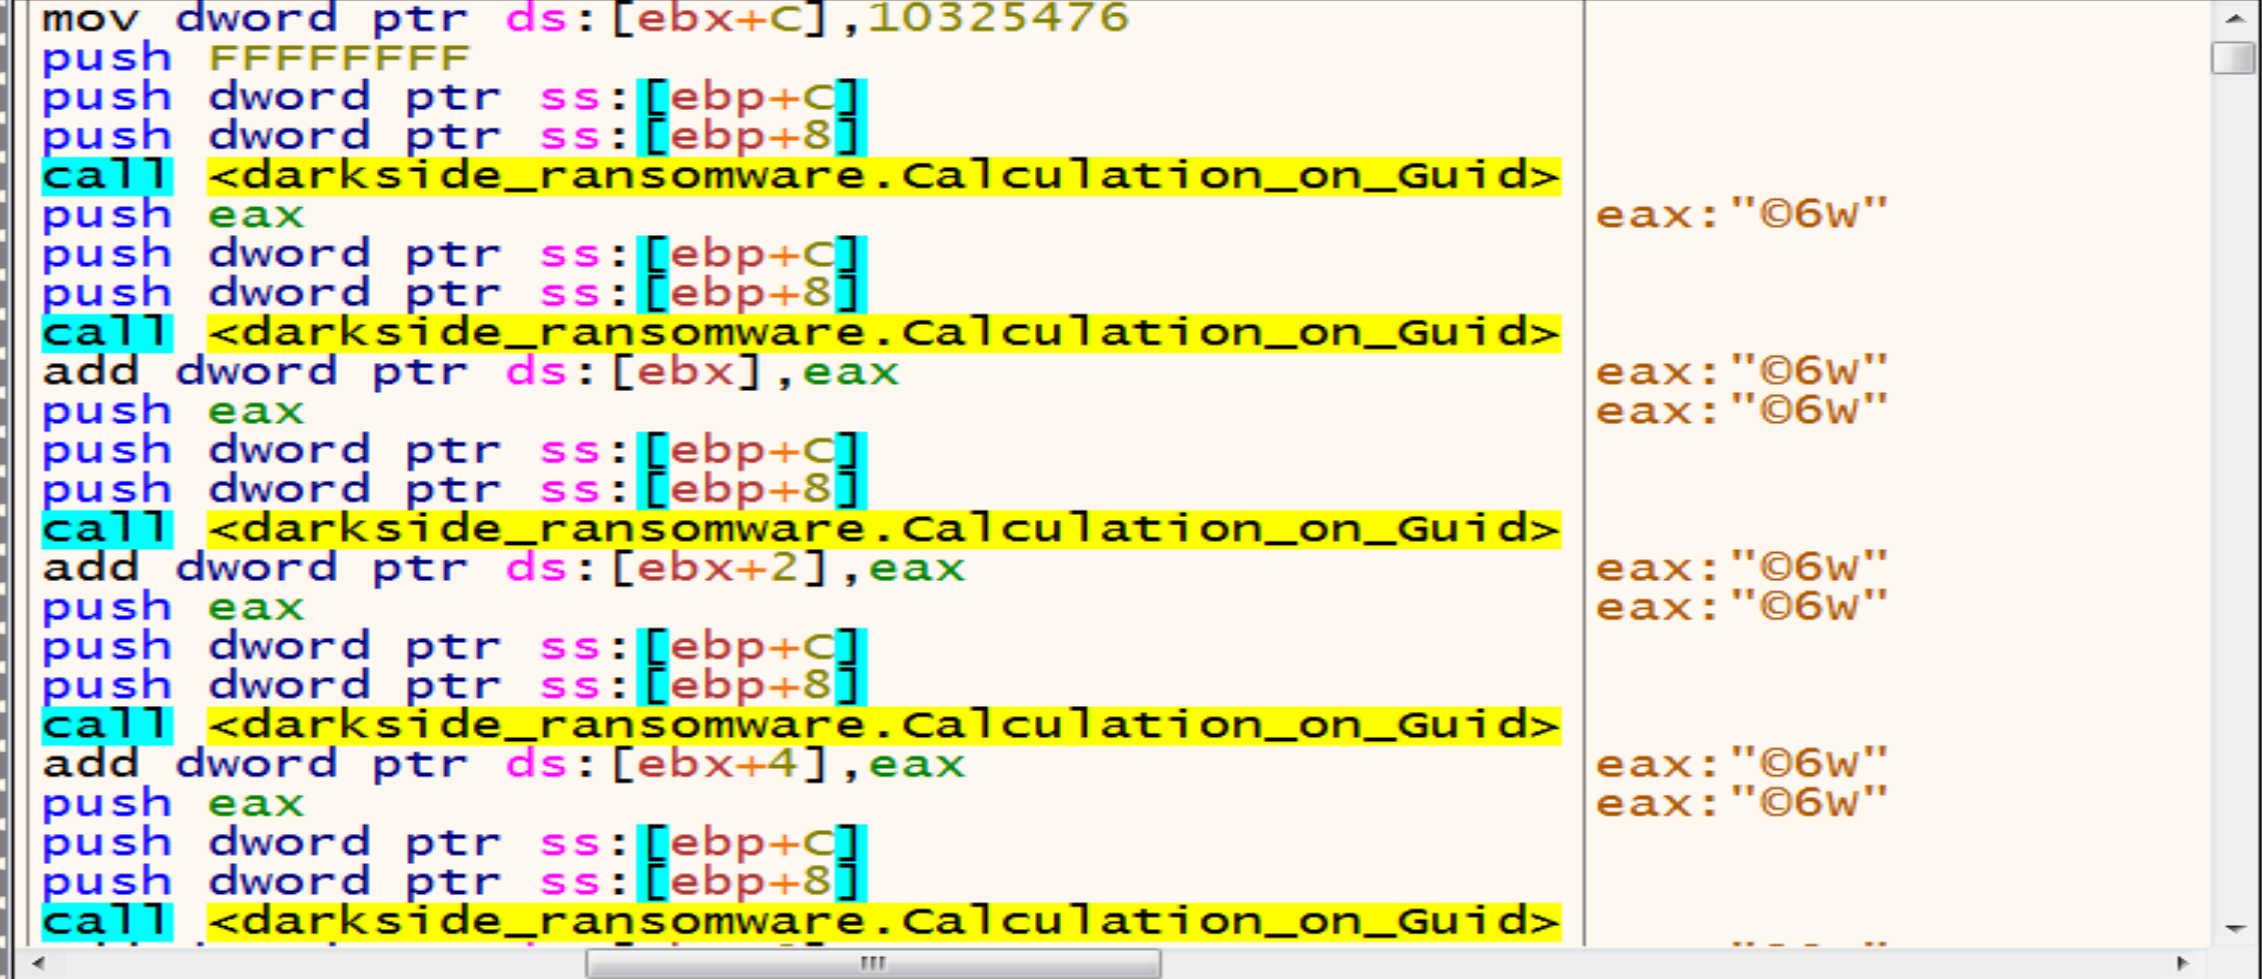 mov dword ptr ds:[ebx+C],10325476
push FFFFFFFF
push dword ptr ss:[ebp+C]
push dword ptr ss:[ebp+8]
call <darkside_ransomware.Calculation_on_Guid>
push eax eax:"©6w"
push dword ptr ss:[ebp+C]
push dword ptr ss:[ebp+8]
call <darkside_ransomware.Calculation_on_Guid>
add dword ptr ds:[ebx],eax eax:"©6w"
push eax eax:"©6w"
push dword ptr ss:[ebp+C]
push dword ptr ss:[ebp+8]
call <darkside_ransomware.Calculation_on_Guid>
add dword ptr ds:[ebx+2],eax eax:"©6w"
push eax eax:"©6w"
push dword ptr ss:[ebp+C]
push dword ptr ss:[ebp+8]
call <darkside_ransomware.Calculation_on_Guid>
add dword ptr ds:[ebx+4],eax eax:"©6w"
push eax eax:"©6w"
push dword ptr ss:[ebp+C]
push dword ptr ss:[ebp+8]
call <darkside_ransomware.Calculation_on_Guid>